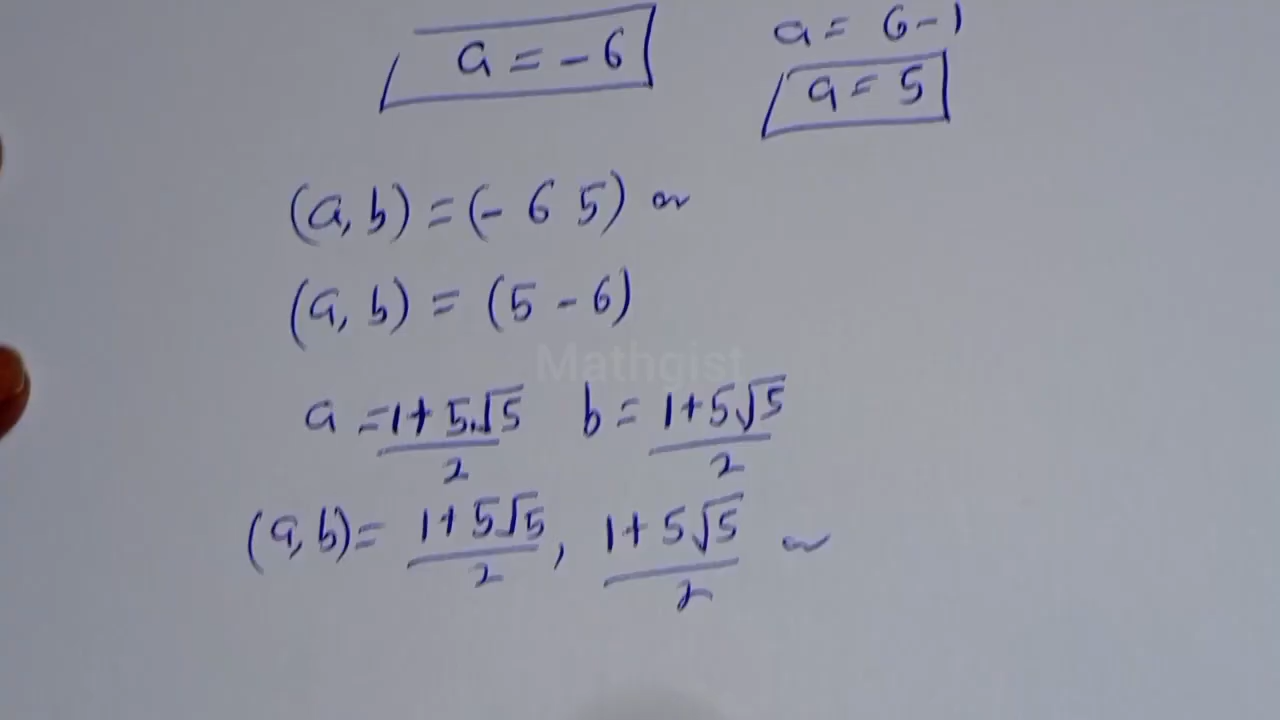 a = -6
a = 6-1
a = 5
(a, b) = (- 6 5) or
(a, b) = (5 - 6)
Mathgist
a = 1+5√5/2 b = 1+5√5/2
(a,b) = 1+5√5/2, 1+5√5/2 or